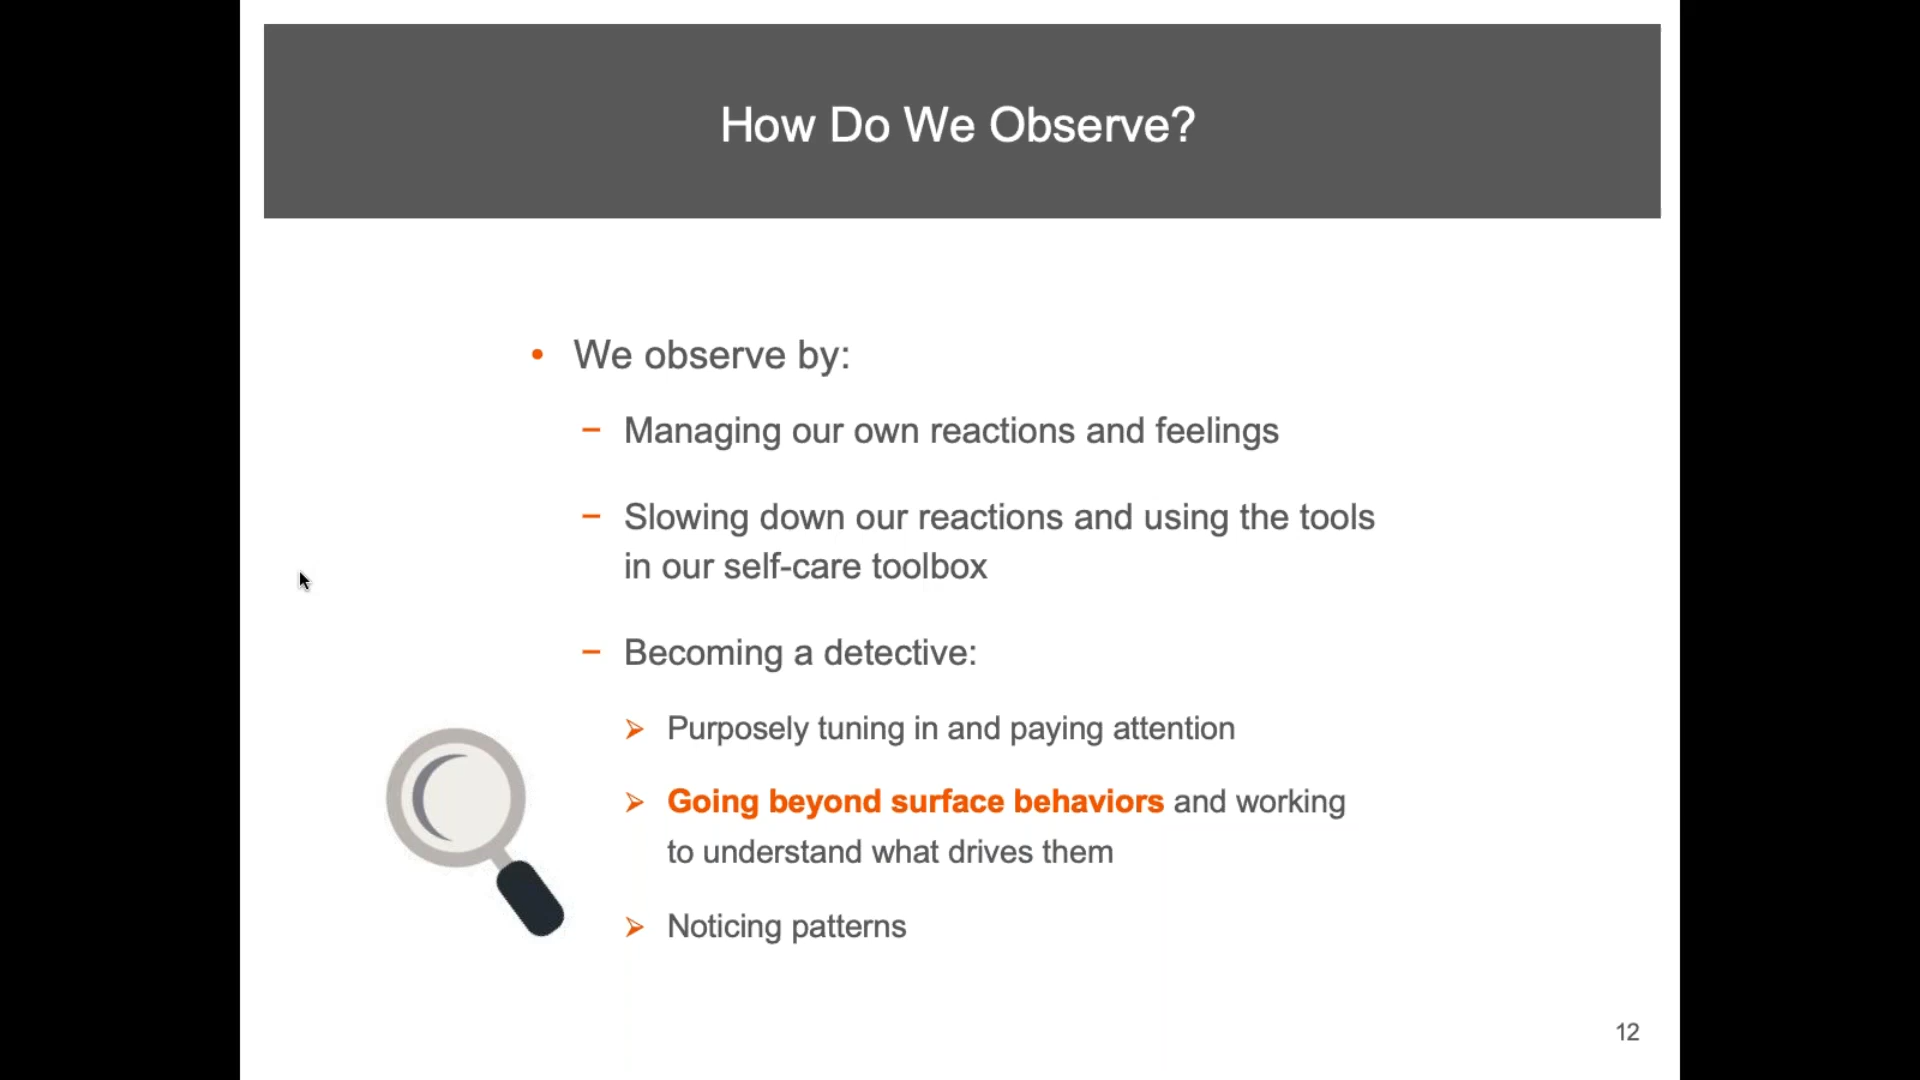 How Do We Observe?
• We observe by:
– Managing our own reactions and feelings
– Slowing down our reactions and using the tools
in our self-care toolbox
– Becoming a detective:
➢ Purposely tuning in and paying attention
➢ Going beyond surface behaviors and working
to understand what drives them
➢ Noticing patterns
12